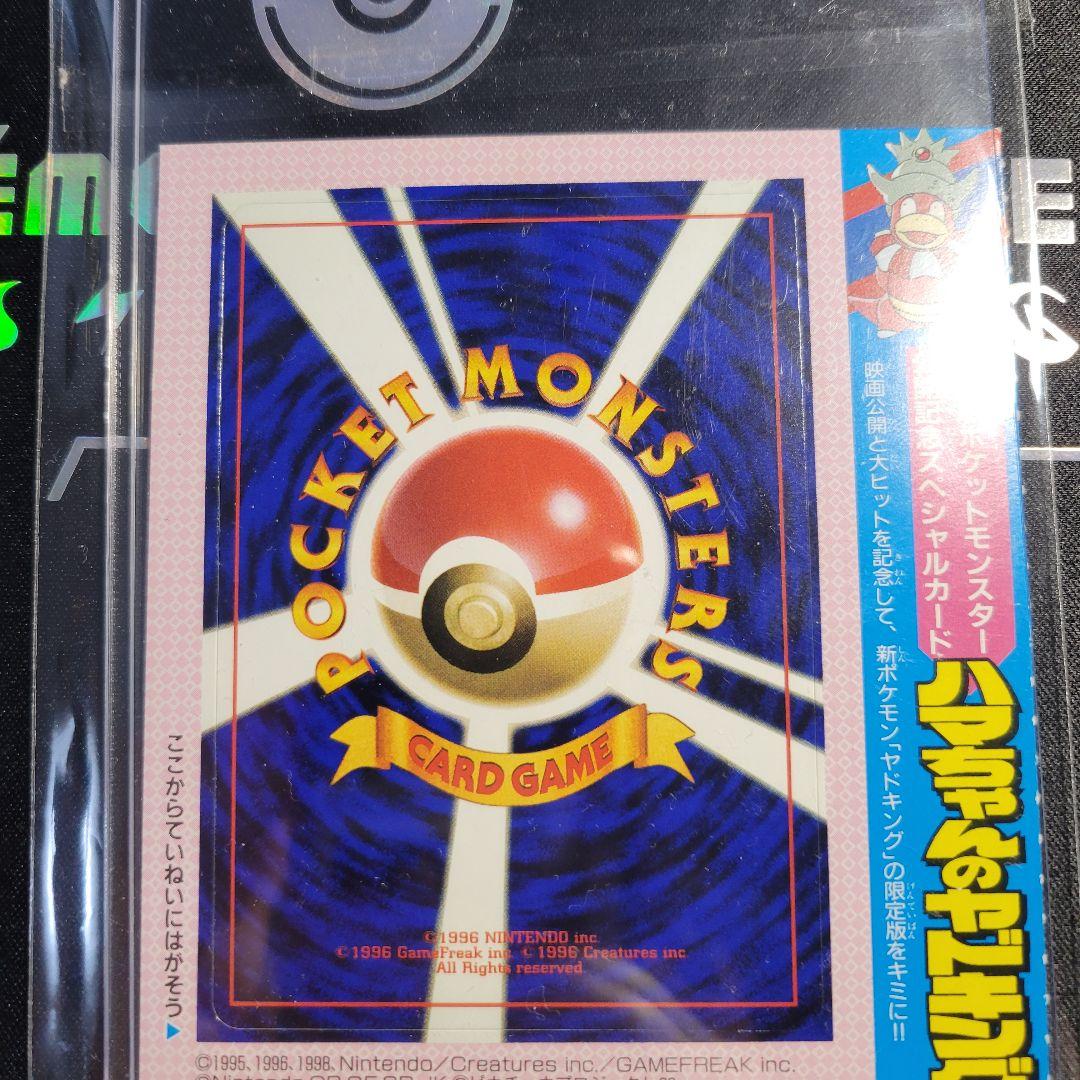 POCKET MONSTERS
CARD GAME
©1996 NINTENDO inc.
©1996 GameFreak inc. ©1996 Creatures inc.
All Rights reserved.
ここからていねいにはがそう▶
©1995, 1996, 1998, Nintendo／Creatures inc.／GAMEFREAK inc.
ポケットモンスター
記念スペシャルカード
ハマちゃんのヤドキング
映画公開と大ヒットを記念して、新ポケモン「ヤドキング」の限定版をキミに!!